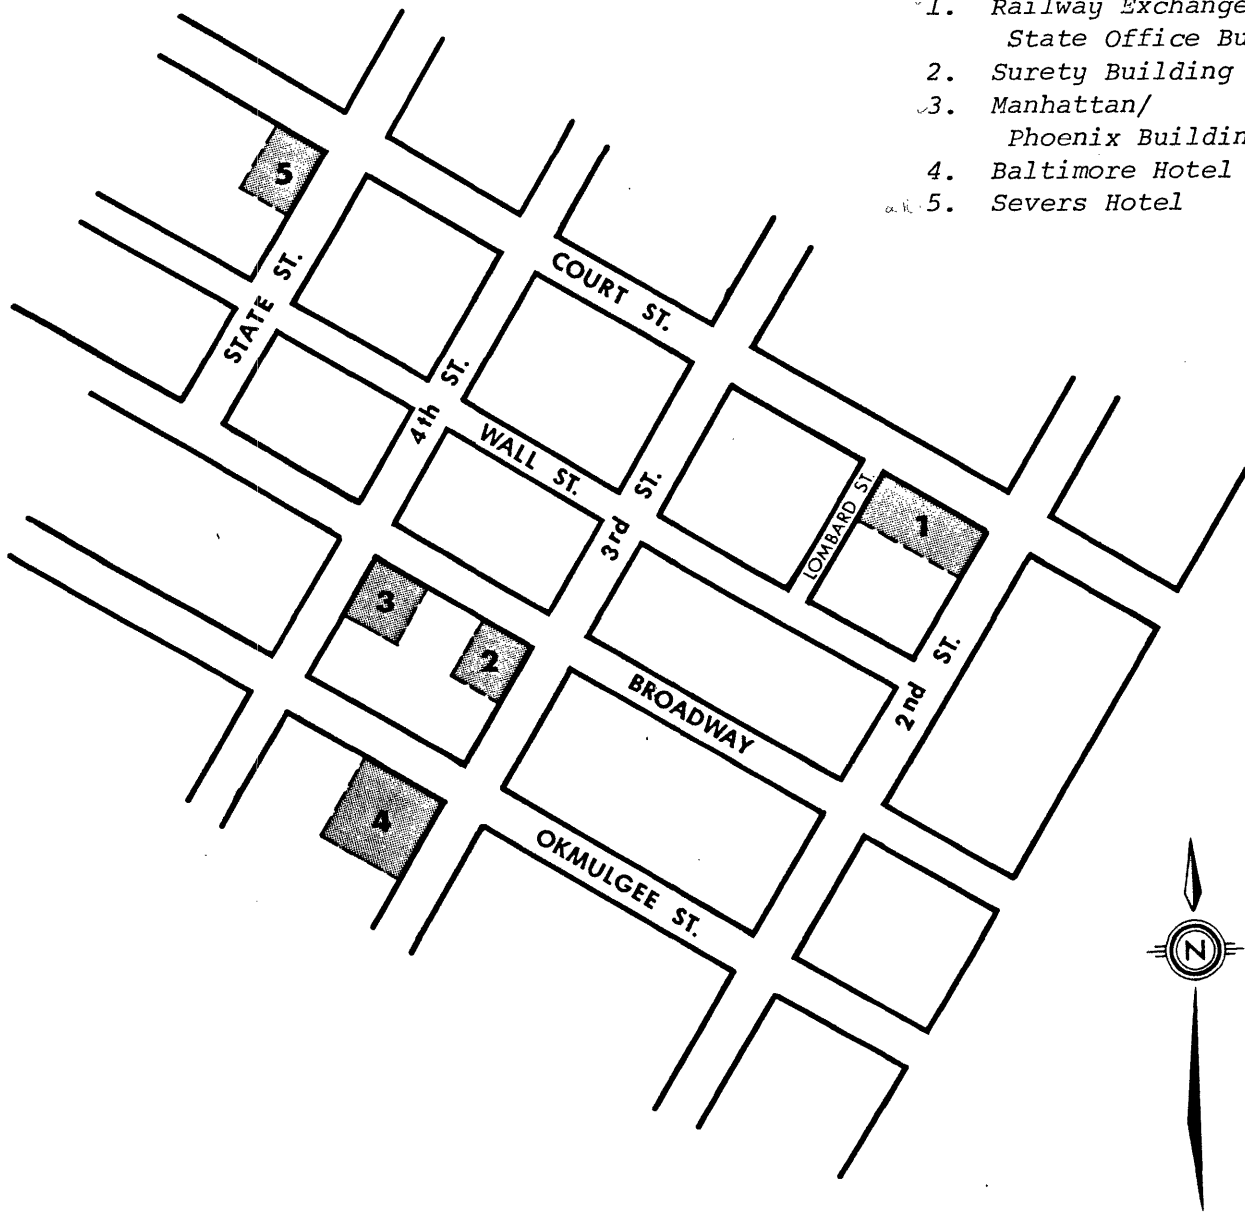 1. Railway Exchange
State Office Bu
2. Surety Building
3. Manhattan/
Phoenix Buildin
4. Baltimore Hotel
5. Severs Hotel
5
STATE ST.
COURT ST.
4th ST.
WALL ST.
3rd ST.
LOMBARD ST.
1
3
2
2nd ST.
BROADWAY
4
OKMULGEE ST.
N